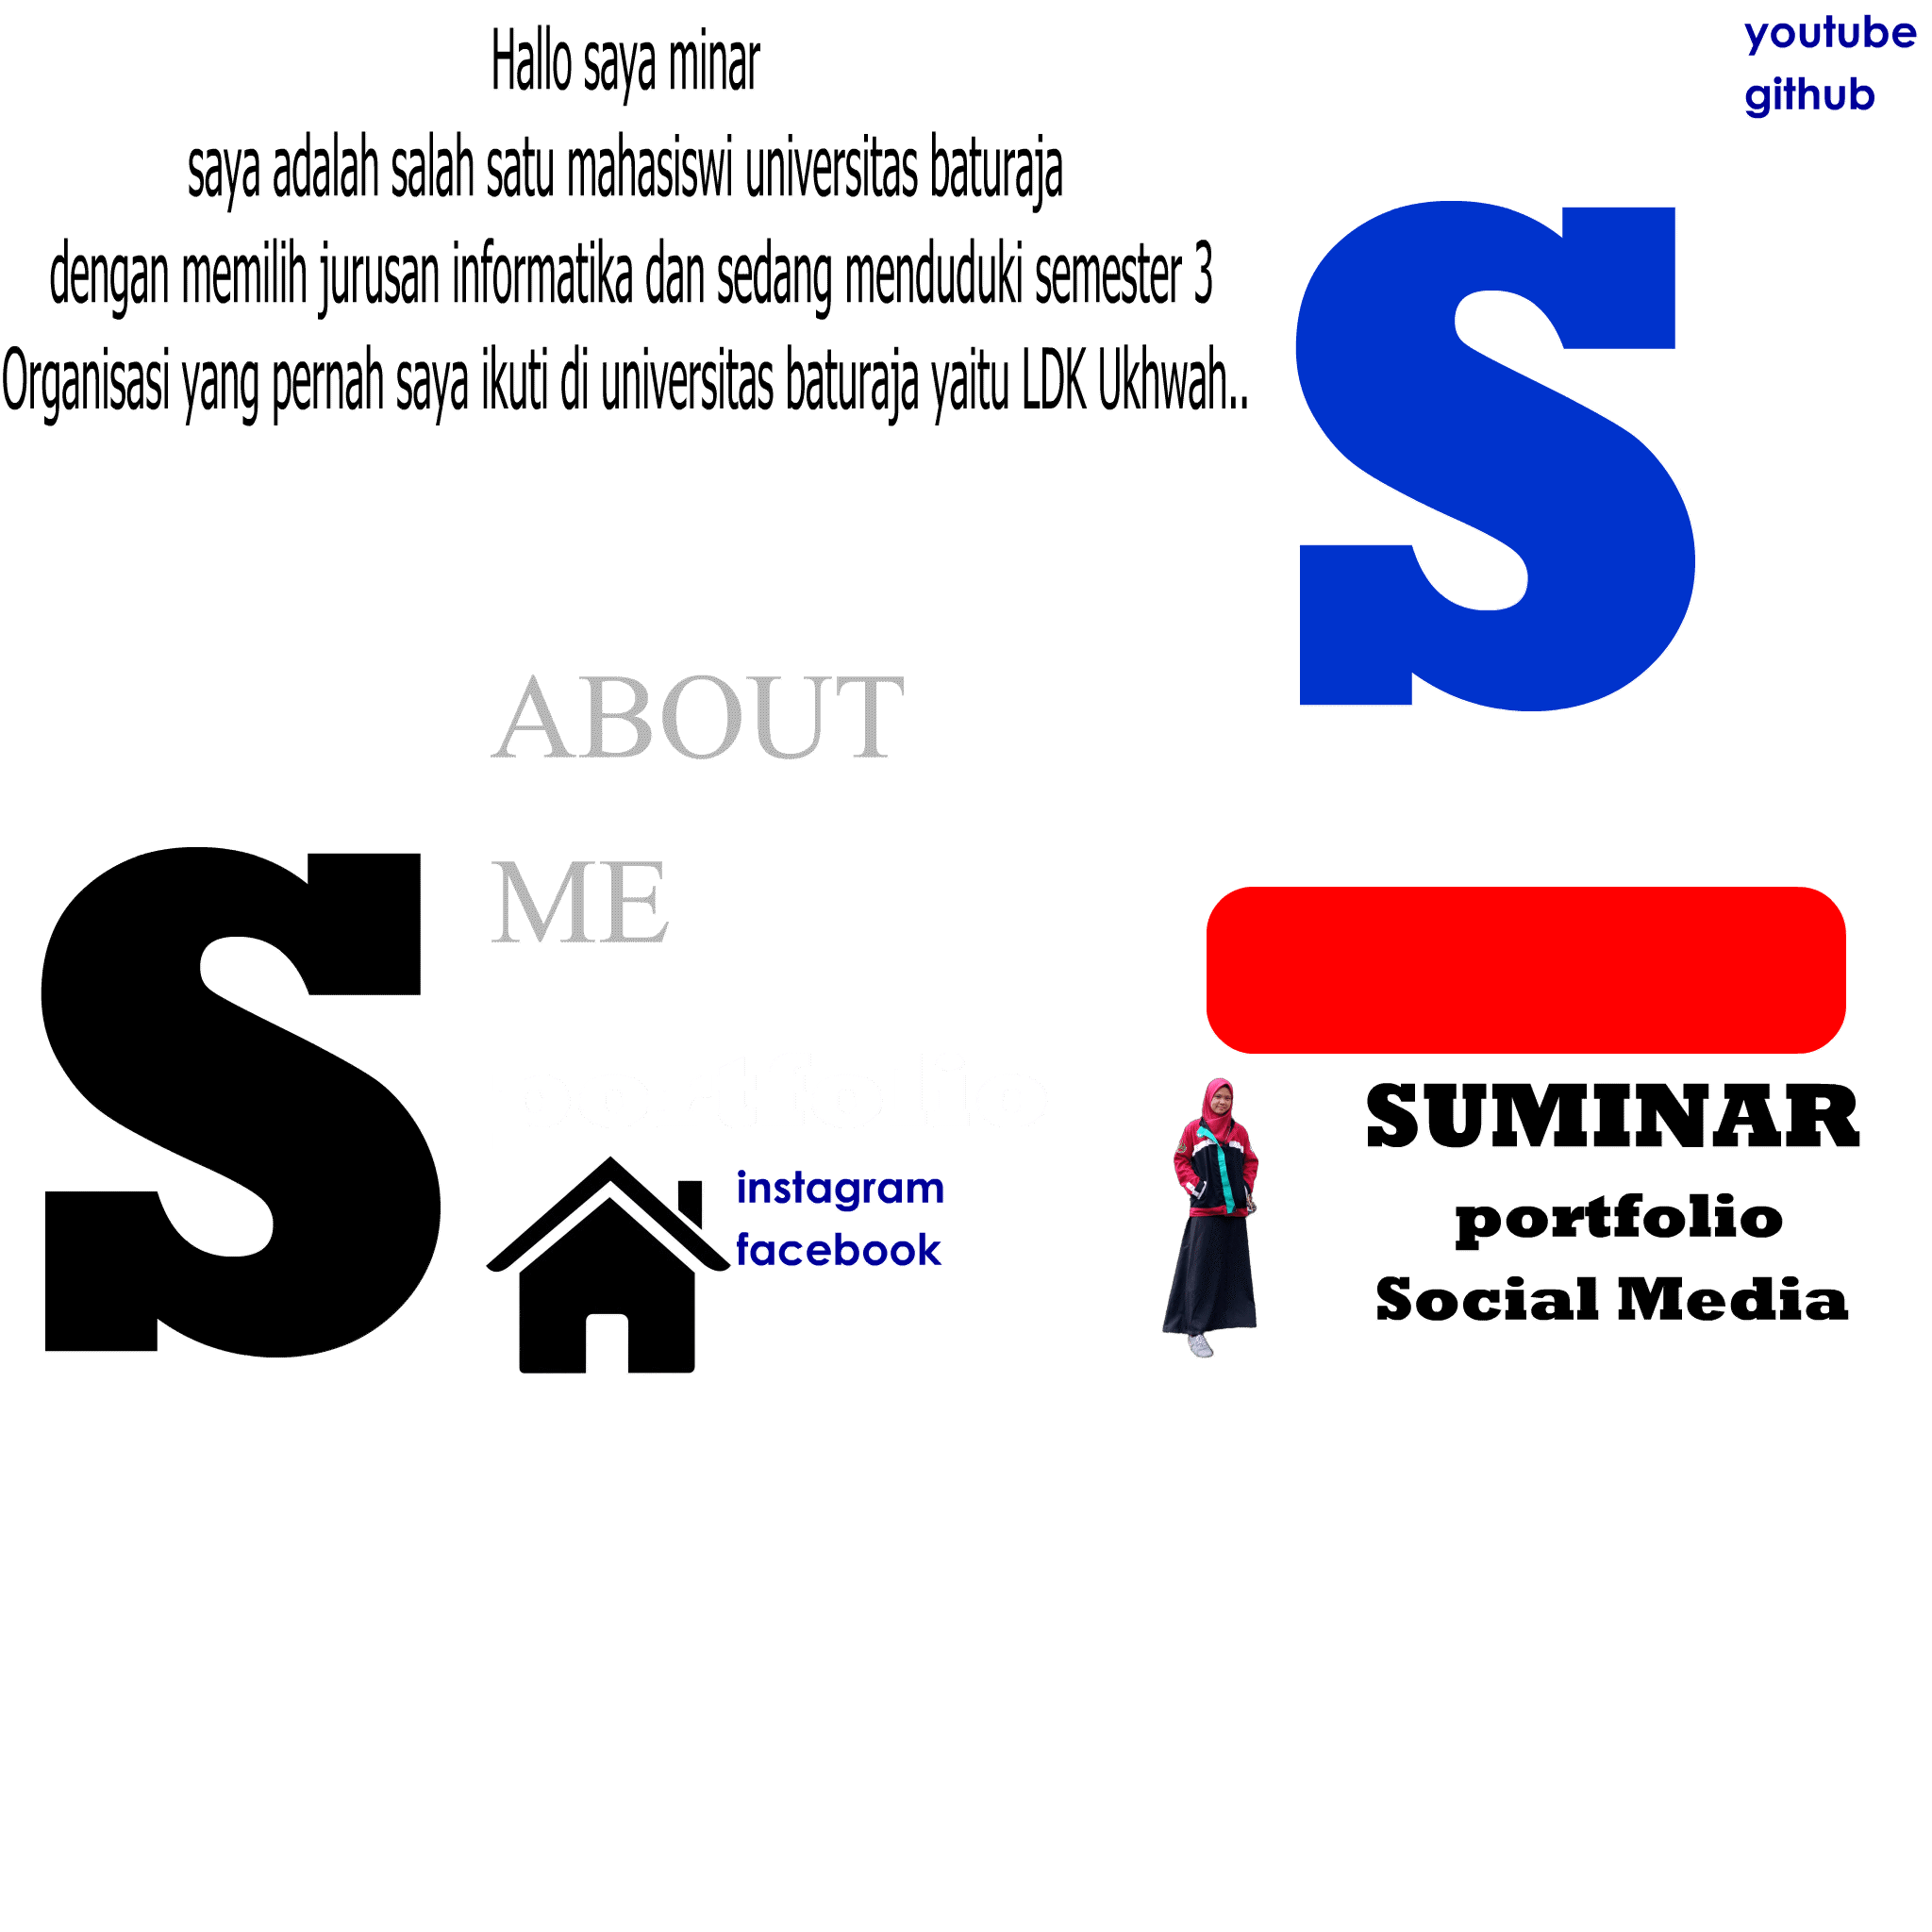 Hallo saya minar
saya adalah salah satu mahasiswi universitas baturaja
dengan memilih jurusan informatika dan sedang menduduki semester 3
Organisasi yang pernah saya ikuti di universitas baturaja yaitu LDK Ukhwah..
youtube
github
S
ABOUT
ME
S
instagram
facebook
SUMINAR
portfolio
Social Media